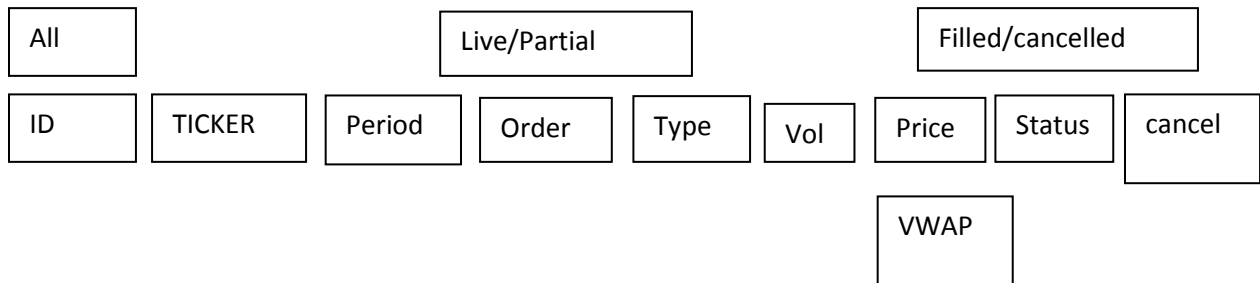 All
Live/Partial
Filled/cancelled
ID
TICKER
Period
Order
Type
Vol
Price
Status
cancel
VWAP